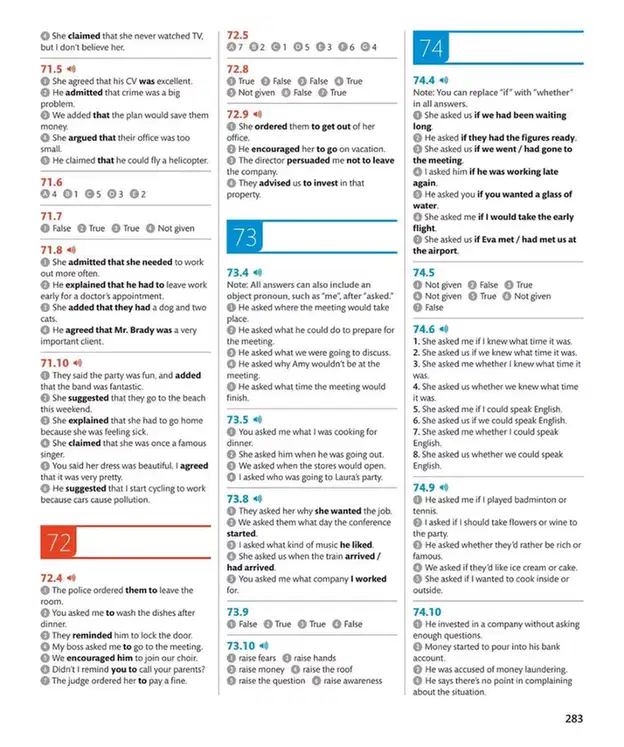 4 She claimed that she never watched TV,
but I don't believe her.
71.5
1 She agreed that his CV was excellent.
2 He admitted that crime was a big
problem.
3 We added that the plan would save them
money.
4 She argued that their office was too
small.
5 He claimed that he could fly a helicopter.
71.6
A 4 B 1 C 5 D 3 E 2
71.7
1 False 2 True 3 True 4 Not given
71.8
1 She admitted that she needed to work
out more often.
2 He explained that he had to leave work
early for a doctor's appointment.
3 She added that they had a dog and two
cats.
4 He agreed that Mr. Brady was a very
important client.
71.10
1 They said the party was fun, and added
that the band was fantastic.
2 She suggested that they go to the beach
this weekend.
3 She explained that she had to go home
because she was feeling sick.
4 She claimed that she was once a famous
singer.
5 You said her dress was beautiful. I agreed
that it was very pretty.
6 He suggested that I start cycling to work
because cars cause pollution.
72
72.4
1 The police ordered them to leave the
room.
2 You asked me to wash the dishes after
dinner.
3 They reminded him to lock the door.
4 My boss asked me to go to the meeting.
5 We encouraged him to join our choir.
6 Didn't I remind you to call your parents?
7 The judge ordered her to pay a fine.
72.5
A 7 B 2 C 1 D 5 E 3 F 6 G 4
72.8
1 True 2 False 3 False 4 True
5 Not given 6 False 7 True
72.9
1 She ordered them to get out of her
office.
2 He encouraged her to go on vacation.
3 The director persuaded me not to leave
the company.
4 They advised us to invest in that
property.
73
73.4
Note: All answers can also include an
object pronoun, such as "me", after "asked."
1 He asked where the meeting would take
place.
2 He asked what he could do to prepare for
the meeting.
3 He asked what we were going to discuss.
4 He asked why Amy wouldn't be at the
meeting.
5 He asked what time the meeting would
finish.
73.5
1 You asked me what I was cooking for
dinner.
2 She asked him when he was going out.
3 We asked when the stores would open.
4 I asked who was going to Laura's party.
73.8
1 They asked her why she wanted the job.
2 We asked them what day the conference
started.
3 I asked what kind of music he liked.
4 She asked us when the train arrived /
had arrived.
5 You asked me what company I worked
for.
73.9
1 False 2 True 3 True 4 False
73.10
1 raise fears 2 raise hands
3 raise money 4 raise the roof
5 raise the question 6 raise awareness
74
74.4
Note: You can replace "if" with "whether"
in all answers.
1 She asked us if we had been waiting
long.
2 He asked if they had the figures ready.
3 She asked us if we went / had gone to
the meeting.
4 I asked him if he was working late
again.
5 He asked you if you wanted a glass of
water.
6 She asked me if I would take the early
flight.
7 She asked us if Eva met / had met us at
the airport.
74.5
1 Not given 2 False 3 True
4 Not given 5 True 6 Not given
7 False
74.6
1. She asked me if I knew what time it was.
2. She asked us if we knew what time it was.
3. She asked me whether I knew what time it
was.
4. She asked us whether we knew what time
it was.
5. She asked me if I could speak English.
6. She asked us if we could speak English.
7. She asked me whether I could speak
English.
8. She asked us whether we could speak
English.
74.9
1 He asked me if I played badminton or
tennis.
2 I asked if I should take flowers or wine to
the party.
3 He asked whether they'd rather be rich or
famous.
4 We asked if they'd like ice cream or cake.
5 She asked if I wanted to cook inside or
outside.
74.10
1 He invested in a company without asking
enough questions.
2 Money started to pour into his bank
account.
3 He was accused of money laundering.
4 He says there's no point in complaining
about the situation.
283